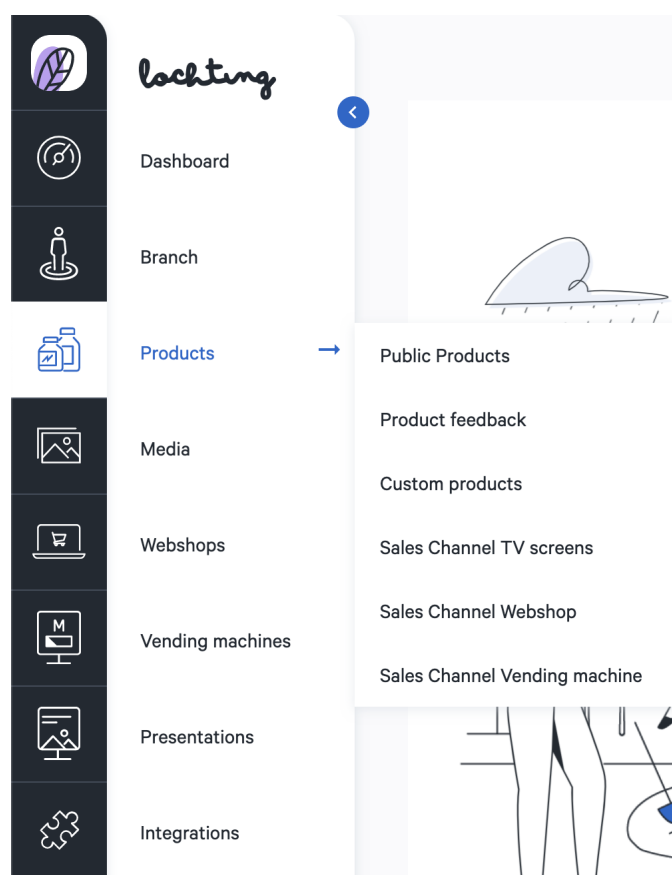 lochting
Dashboard
Branch
Products
Public Products
Product feedback
Custom products
Sales Channel TV screens
Sales Channel Webshop
Sales Channel Vending machine
Media
Webshops
M
Vending machines
Presentations
Integrations